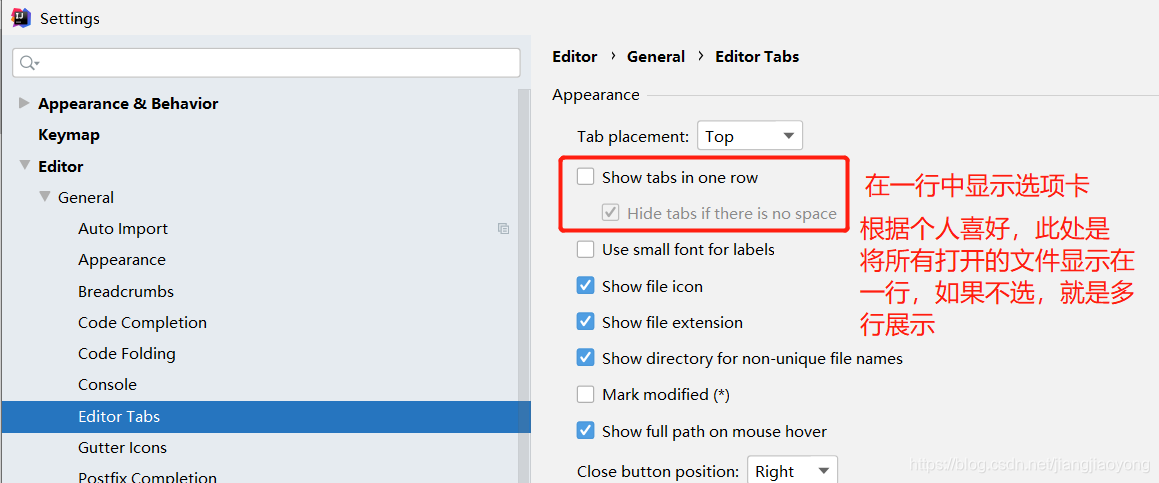 Settings
Appearance & Behavior
Keymap
Editor
General
Auto Import
Appearance
Breadcrumbs
Code Completion
Code Folding
Console
Editor Tabs
Gutter Icons
Postfix Completion
Editor › General › Editor Tabs
Appearance
Tab placement: Top
Show tabs in one row
Hide tabs if there is no space
Use small font for labels
Show file icon
Show file extension
Show directory for non-unique file names
Mark modified (*)
Show full path on mouse hover
Close button position: Right
在一行中显示选项卡
根据个人喜好，此处是
将所有打开的文件显示在
一行，如果不选，就是多
行展示
https://blog.csdn.net/jiangjiaoyong